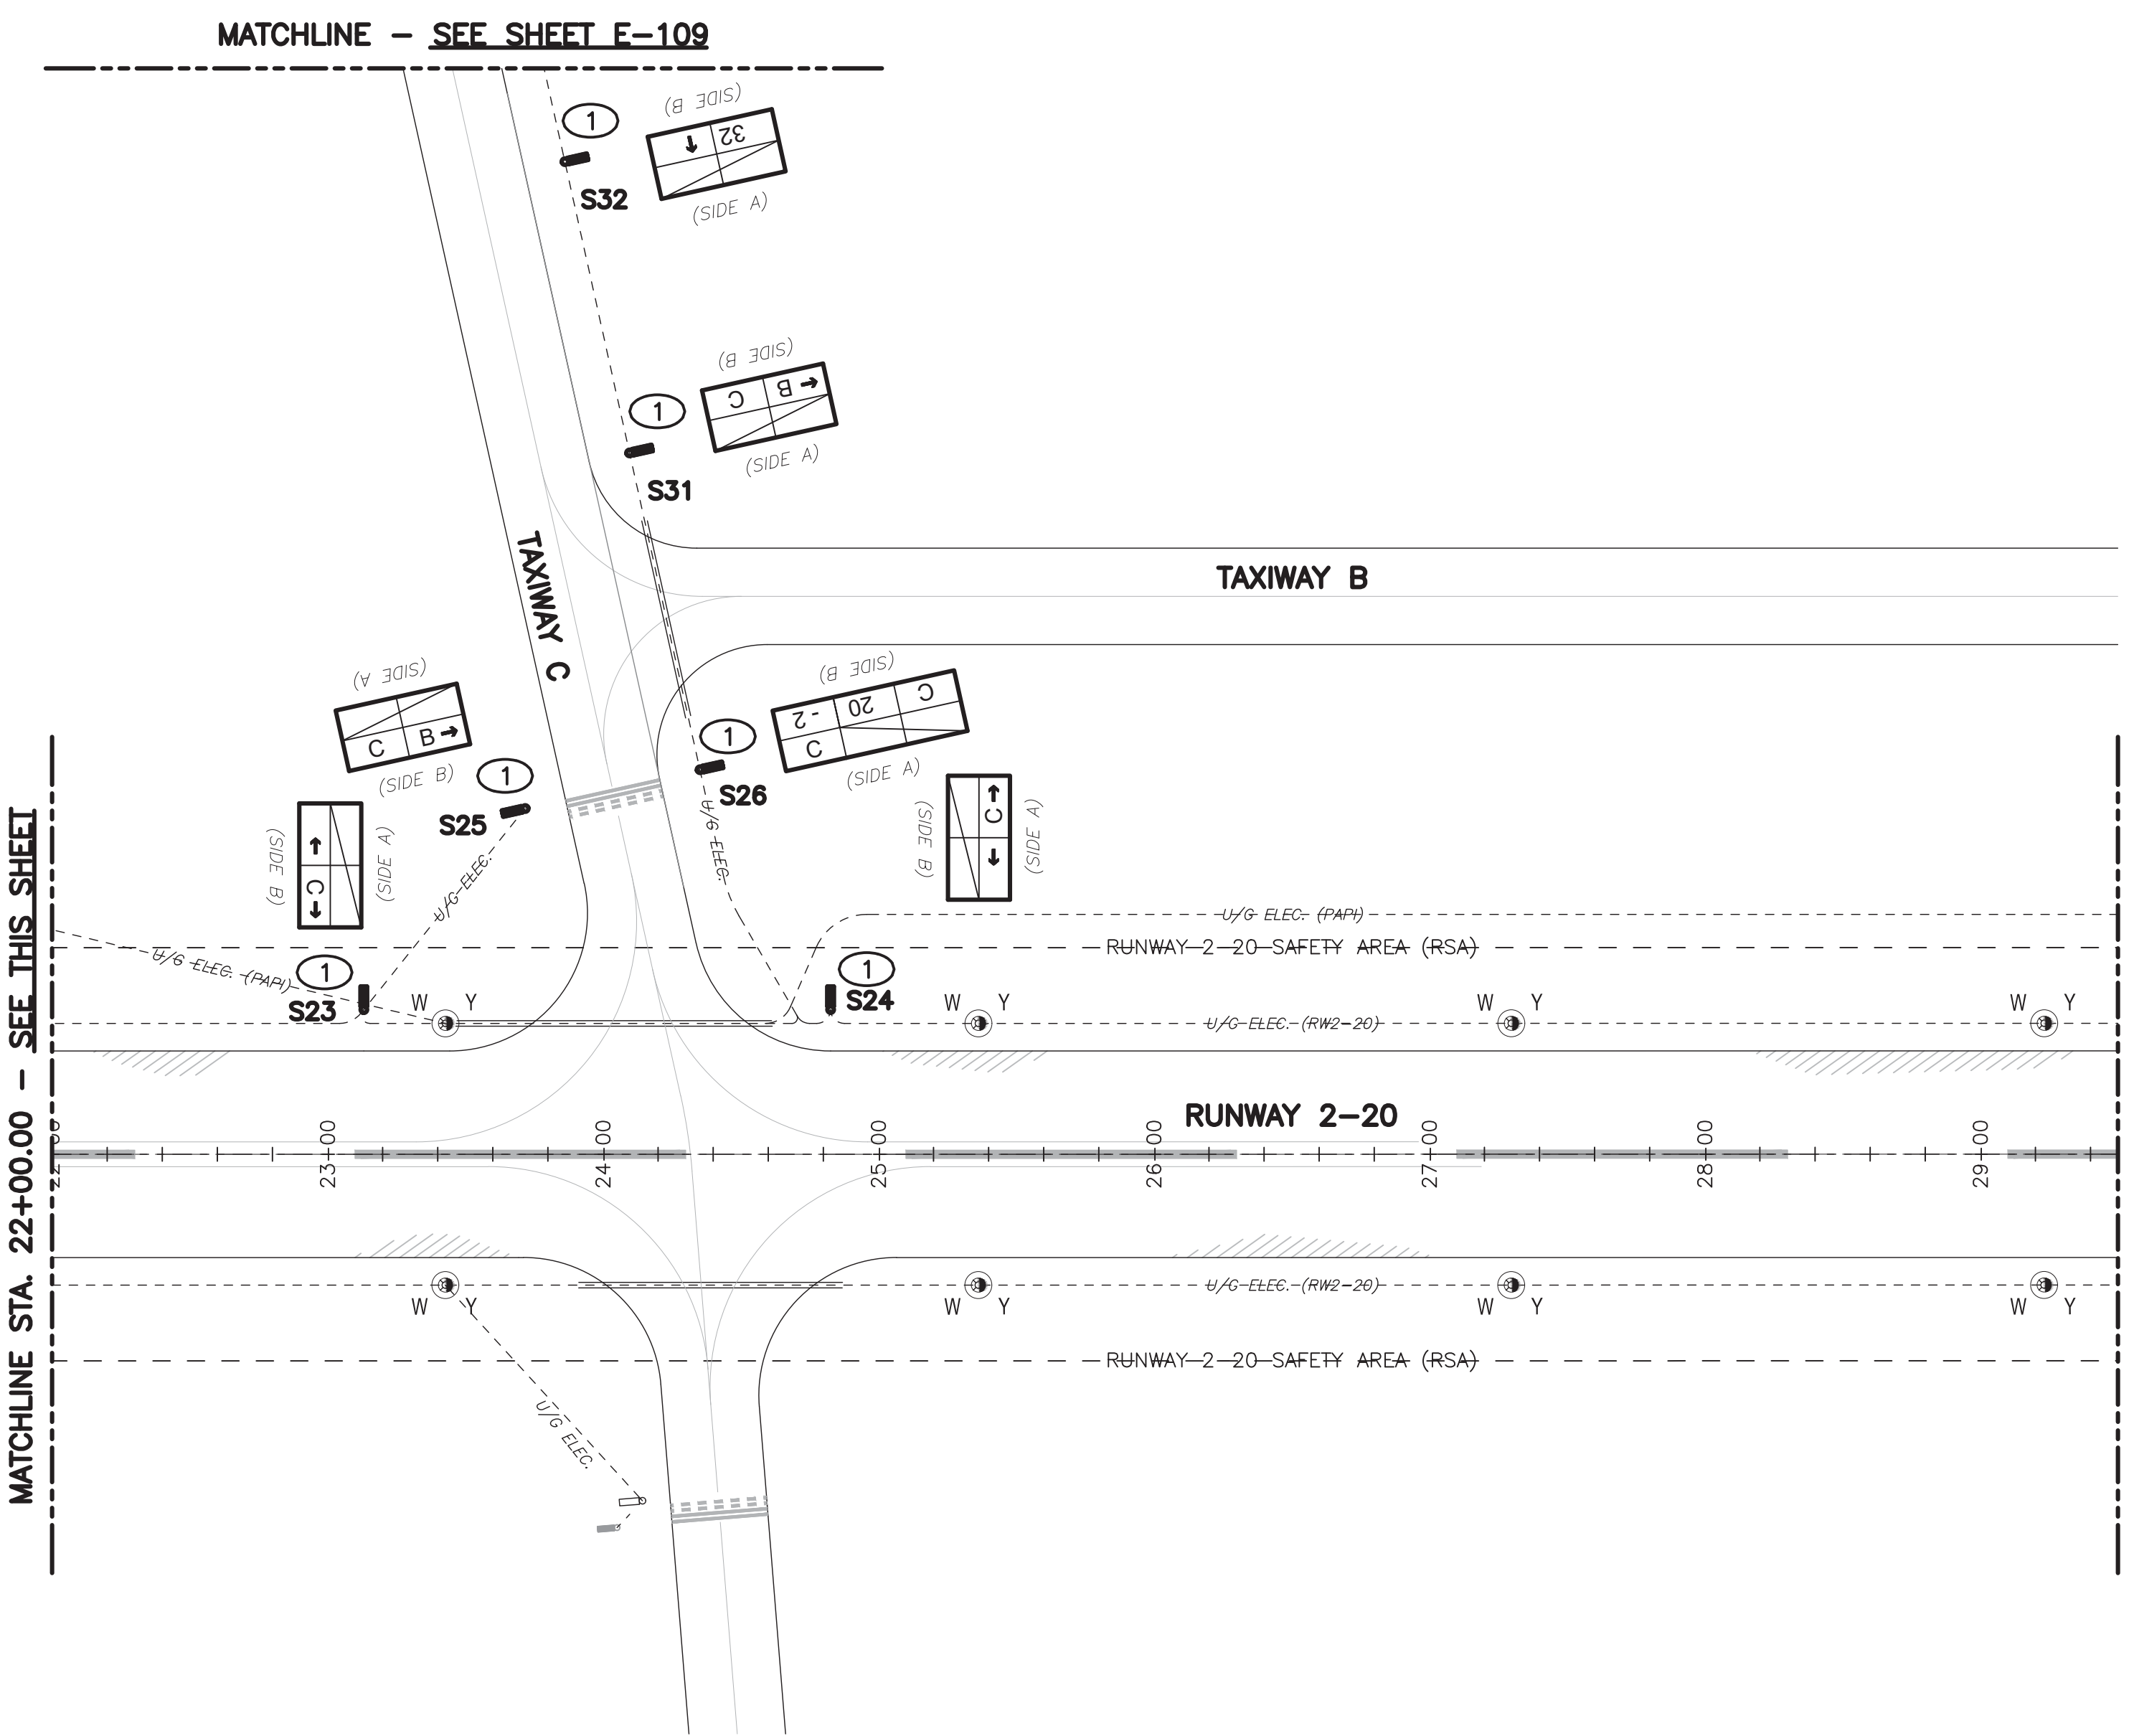 MATCHLINE - SEE SHEET E-109
(SIDE B)
1
32
S32
(SIDE A)
(SIDE B)
1
C B
S31
(SIDE A)
TAXIWAY C
TAXIWAY B
(SIDE A)
C B
(SIDE B)
1
S25
(SIDE B)
2 - 20 C
C
(SIDE A)
1
S26
U/G ELEC.
(SIDE B)
C
(SIDE A)
U/G ELEC.
(SIDE B)
C
(SIDE A)
U/G ELEC. (PAPI)
RUNWAY 2-20 SAFETY AREA (RSA)
U/G ELEC. (PAPI)
1
S23
W Y
1
S24
W Y
U/G ELEC. (RW2-20)
W Y
W Y
RUNWAY 2-20
22+00
23+00
24+00
25+00
26+00
27+00
28+00
29+00
W Y
W Y
U/G ELEC. (RW2-20)
W Y
W Y
RUNWAY 2-20 SAFETY AREA (RSA)
U/G ELEC.
MATCHLINE STA. 22+00.00 - SEE THIS SHEET